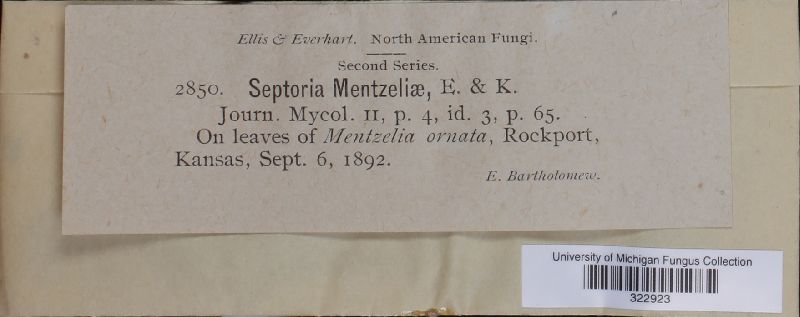 Ellis & Everhart. North American Fungi.
Second Series.
2850. Septoria Mentzeliæ, E. & K.
Journ. Mycol. II, p. 4, id. 3, p. 65.
On leaves of Mentzelia ornata, Rockport,
Kansas, Sept. 6, 1892.
E. Bartholomew.
University of Michigan Fungus Collection
322923